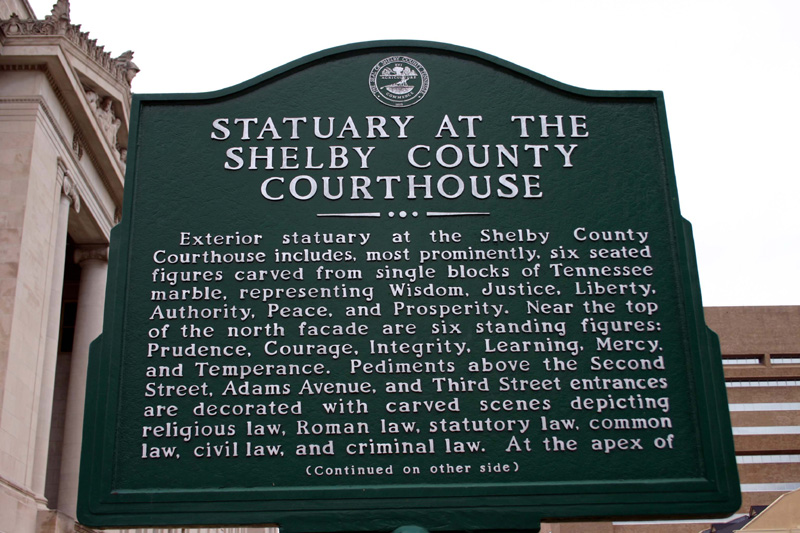 STATUARY AT THE
SHELBY COUNTY
COURTHOUSE
Exterior statuary at the Shelby County
Courthouse includes, most prominently, six seated
figures carved from single blocks of Tennessee
marble, representing Wisdom, Justice, Liberty,
Authority, Peace, and Prosperity. Near the top
of the north facade are six standing figures:
Prudence, Courage, Integrity, Learning, Mercy,
and Temperance. Pediments above the Second
Street, Adams Avenue, and Third Street entrances
are decorated with carved scenes depicting
religious law, Roman law, statutory law, common
law, civil law, and criminal law. At the apex of
(Continued on other side)